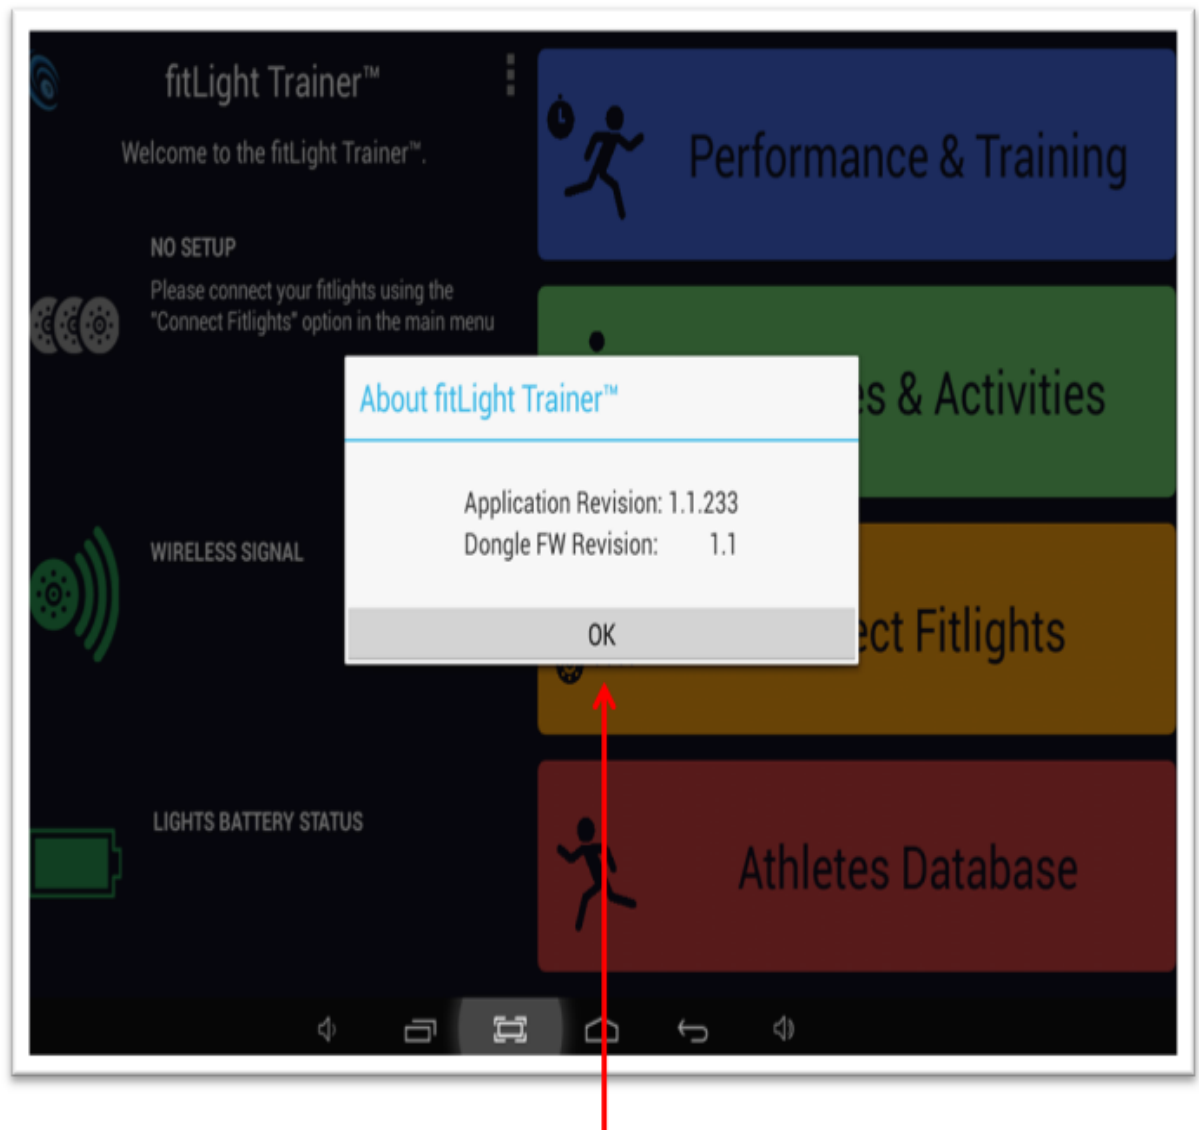 fitLight Trainer™
Welcome to the fitLight Trainer™.
NO SETUP
Please connect your fitlights using the
"Connect Fitlights" option in the main menu
WIRELESS SIGNAL
LIGHTS BATTERY STATUS
Performance & Training
es & Activities
ect Fitlights
Athletes Database
About fitLight Trainer™
Application Revision: 1.1.233
Dongle FW Revision: 1.1
OK